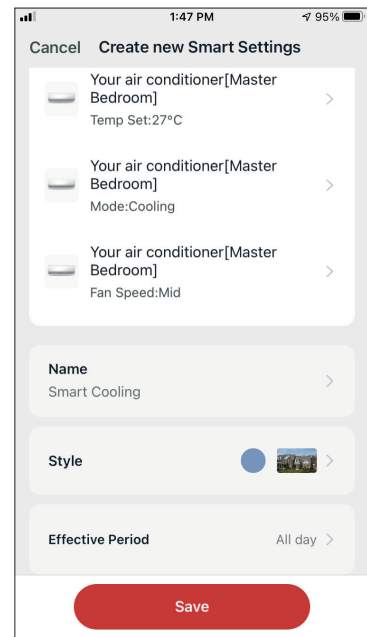 1:47 PM
95%
Cancel Create new Smart Settings
Your air conditioner[Master
Bedroom]
Temp Set:27°C
Your air conditioner[Master
Bedroom]
Mode:Cooling
Your air conditioner[Master
Bedroom]
Fan Speed:Mid
Name
Smart Cooling
Style
Effective Period
All day
Save